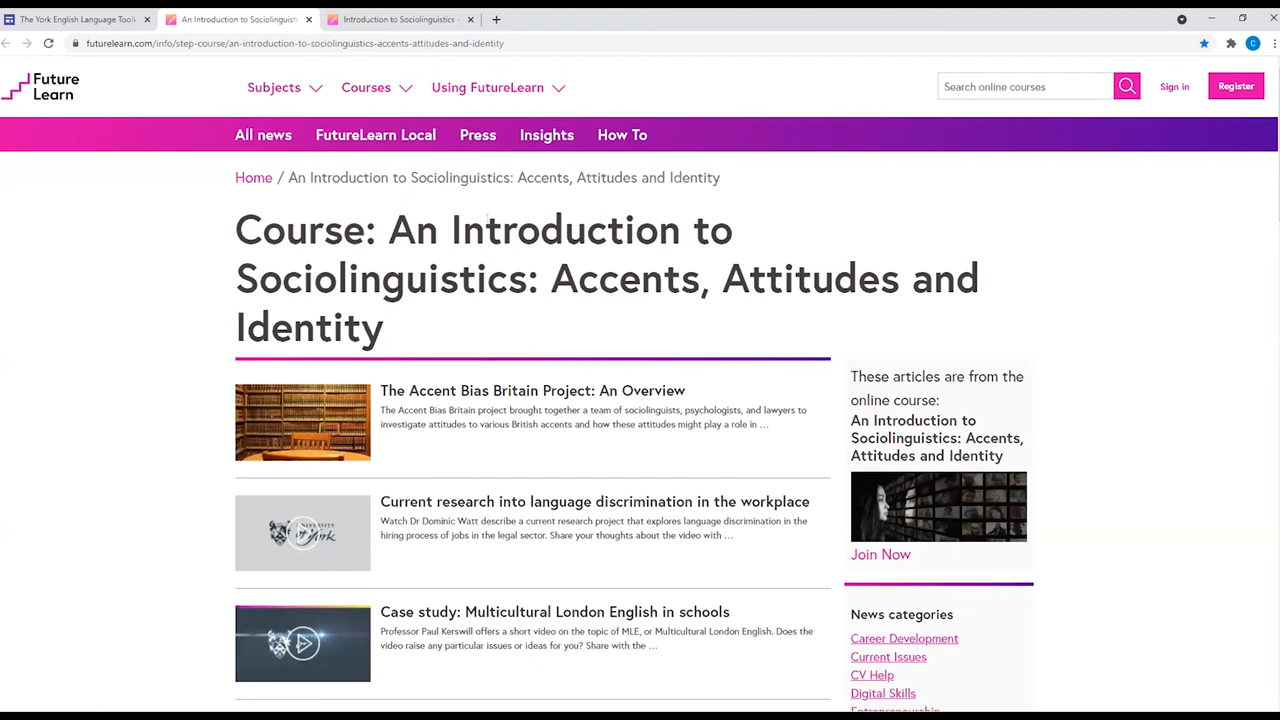 The York English Language Toolk
An Introduction to Sociolinguisti
Introduction to Sociolinguistics -
futurelearn.com/info/step-course/an-introduction-to-sociolinguistics-accents-attitudes-and-identity
C
Future
Learn
Subjects
Courses
Using FutureLearn
Search online courses
Sign in
Register
All news
FutureLearn Local
Press
Insights
How To
Home / An Introduction to Sociolinguistics: Accents, Attitudes and Identity
Course: An Introduction to
Sociolinguistics: Accents, Attitudes and
Identity
The Accent Bias Britain Project: An Overview
The Accent Bias Britain project brought together a team of sociolinguists, psychologists, and lawyers to
investigate attitudes to various British accents and how these attitudes might play a role in …
Current research into language discrimination in the workplace
Watch Dr Dominic Watt describe a current research project that explores language discrimination in the
hiring process of jobs in the legal sector. Share your thoughts about the video with …
Case study: Multicultural London English in schools
Professor Paul Kerswill offers a short video on the topic of MLE, or Multicultural London English. Does the
video raise any particular issues or ideas for you? Share with the …
These articles are from the
online course:
An Introduction to
Sociolinguistics: Accents,
Attitudes and Identity
Join Now
News categories
Career Development
Current Issues
CV Help
Digital Skills
Entrepreneurship